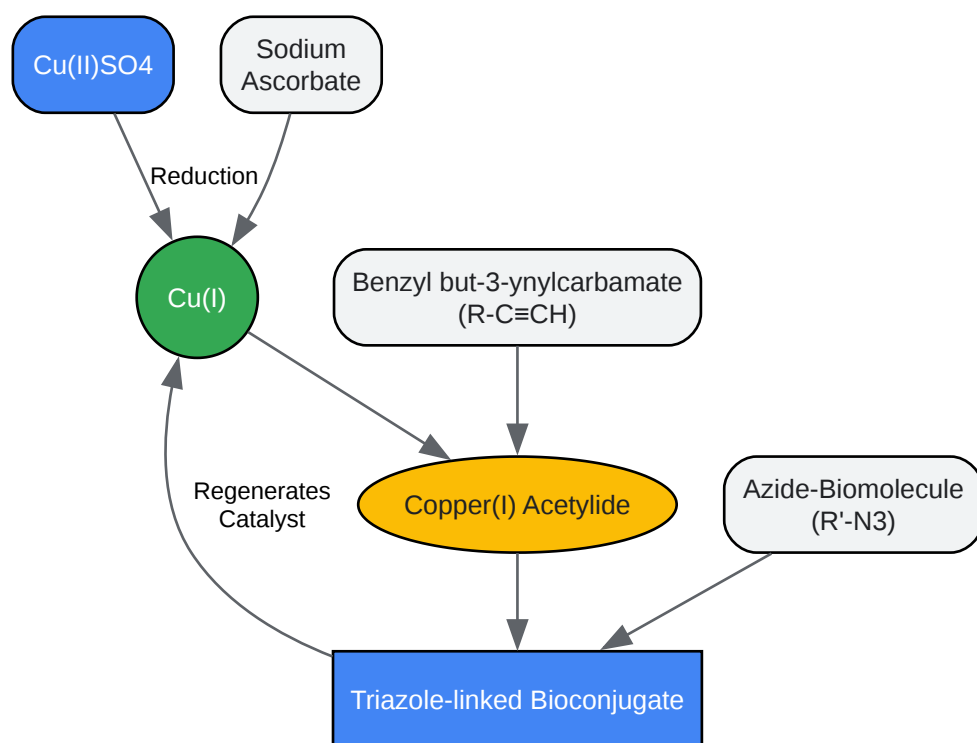 Cu(II)SO4
Sodium
Ascorbate
Reduction
Cu(I)
Benzyl but-3-ynylcarbamate
(R-C≡CH)
Regenerates
Catalyst
Copper(I) Acetylide
Azide-Biomolecule
(R'-N3)
Triazole-linked Bioconjugate